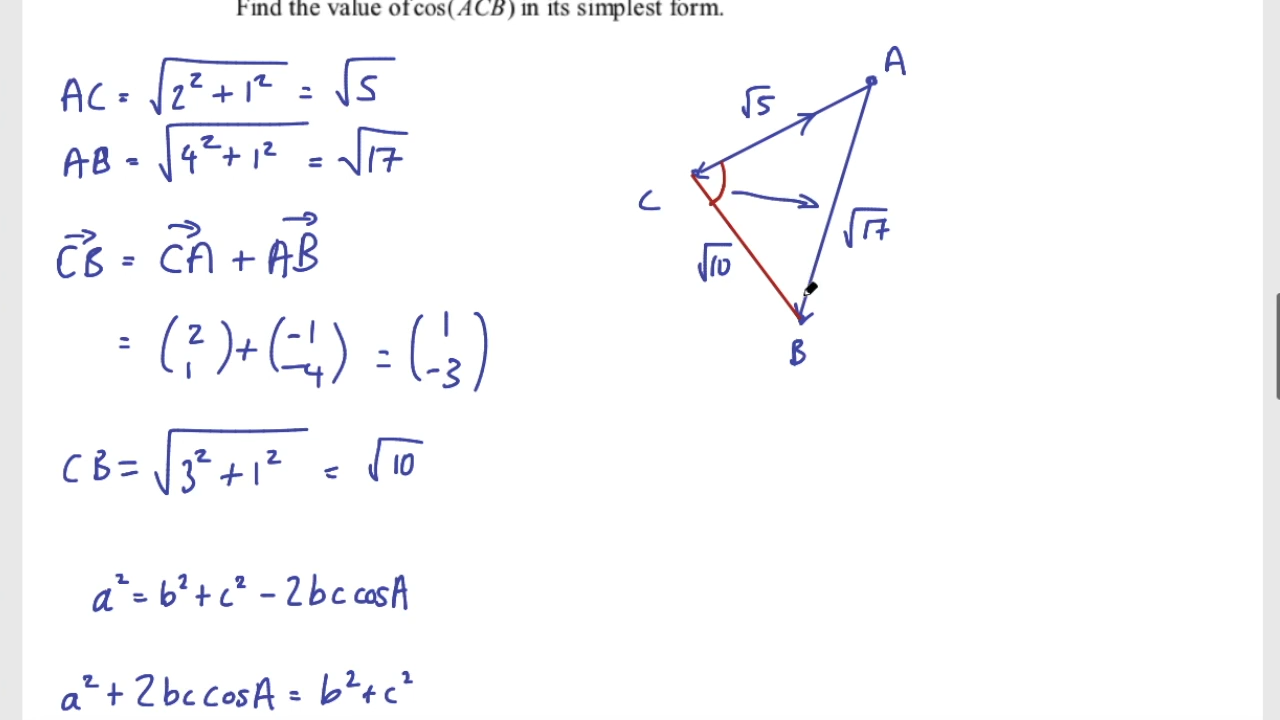 Find the value of cos(ACB) in its simplest form.
AC = √(2² + 1²) = √5
AB = √(4² + 1²) = √17
CB→ = CA→ + AB→
= (2 1) + (-1 -4) = (1 -3)
CB = √(3² + 1²) = √10
a² = b² + c² - 2bc cosA
a² + 2bc cosA = b² + c²
A
√5
C
√17
√10
B